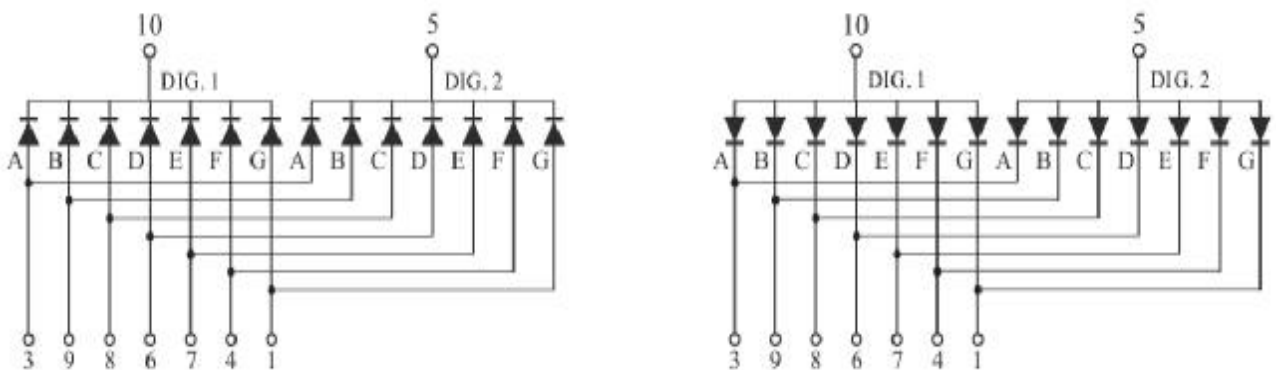 10 5 10 5
DIG. 1 DIG. 2 DIG. 1 DIG. 2
A B C D E F G A B C D E F G A B C D E F G A B C D E F G
3 9 8 6 7 4 1 3 9 8 6 7 4 1